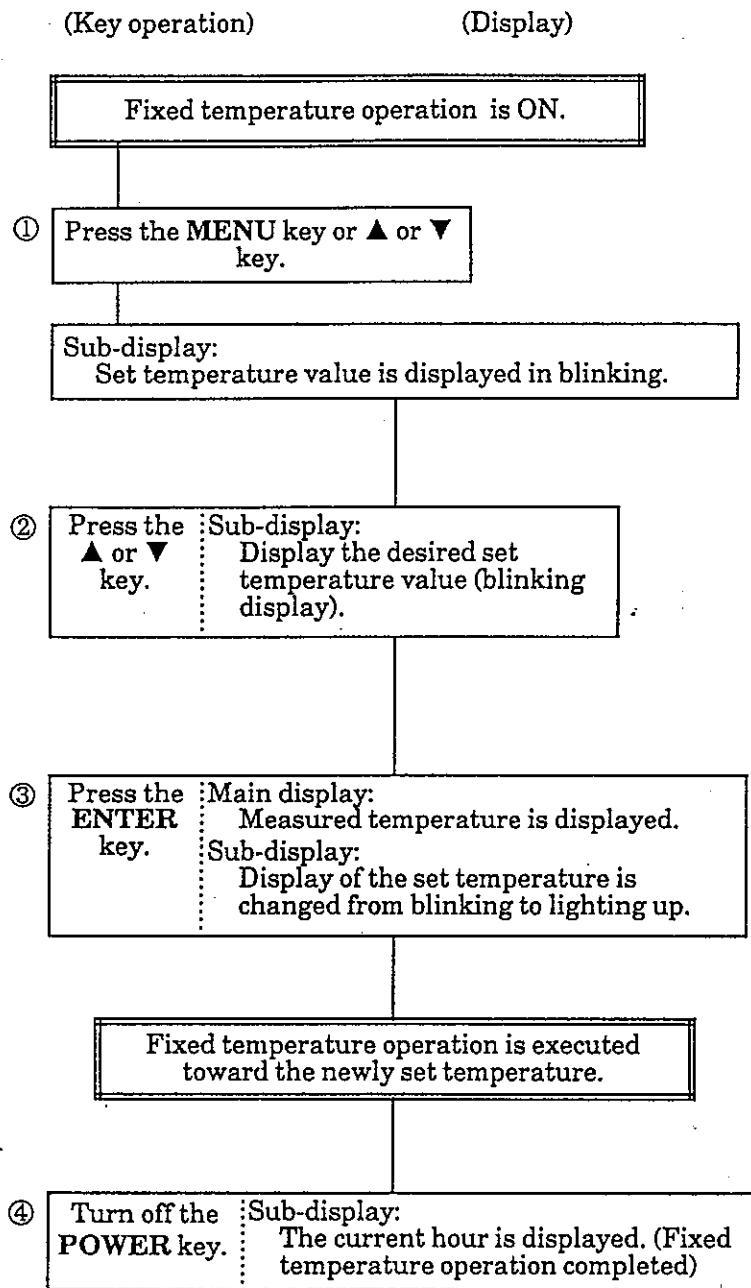 (Key operation) (Display)
Fixed temperature operation is ON.
① Press the MENU key or ▲ or ▼
key.
Sub-display:
Set temperature value is displayed in blinking.
② Press the
▲ or ▼
key.
Sub-display:
Display the desired set
temperature value (blinking
display).
③ Press the
ENTER
key.
Main display:
Measured temperature is displayed.
Sub-display:
Display of the set temperature is
changed from blinking to lighting up.
Fixed temperature operation is executed
toward the newly set temperature.
④ Turn off the
POWER key.
Sub-display:
The current hour is displayed. (Fixed
temperature operation completed)